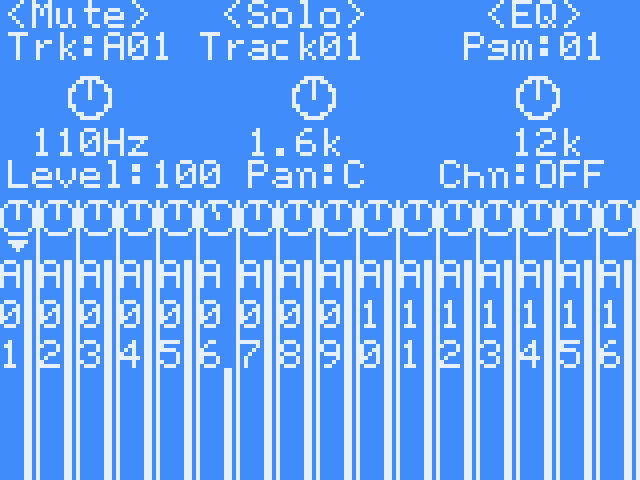 <Mute> <Solo> <EQ>
Trk:A01 Track01 Pgm:01
110Hz 1.6k 12k
Level:100 Pan:C Chn:OFF
A A A A A A A A A A A A A A A A
0 0 0 0 0 0 0 0 0 1 1 1 1 1 1 1
1 2 3 4 5 6 7 8 9 0 1 2 3 4 5 6